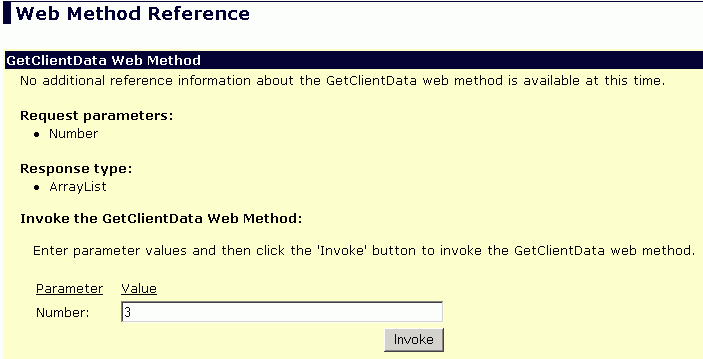 Web Method Reference
GetClientData Web Method
No additional reference information about the GetClientData web method is available at this time.
Request parameters:
• Number
Response type:
• ArrayList
Invoke the GetClientData Web Method:
Enter parameter values and then click the 'Invoke' button to invoke the GetClientData web method.
Parameter Value
Number: 3
Invoke